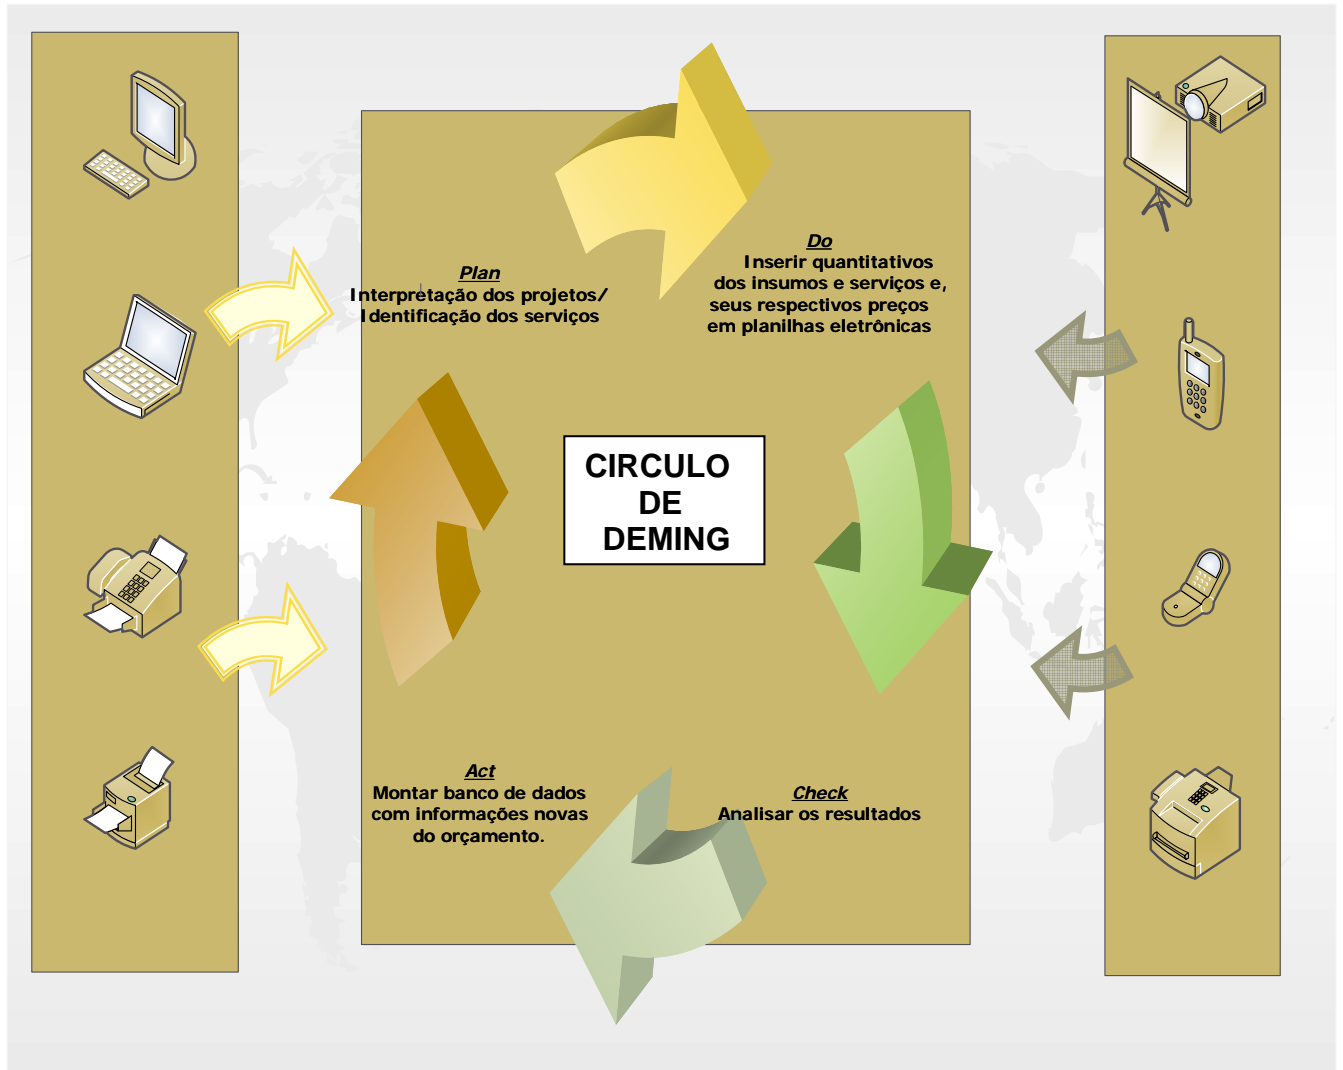 Plan
Interpretação dos projetos/
Identificação dos serviços
Do
Inserir quantitativos
dos insumos e serviços e,
seus respectivos preços
em planilhas eletrônicas
CIRCULO
DE
DEMING
Act
Montar banco de dados
com informações novas
do orçamento.
Check
Analisar os resultados